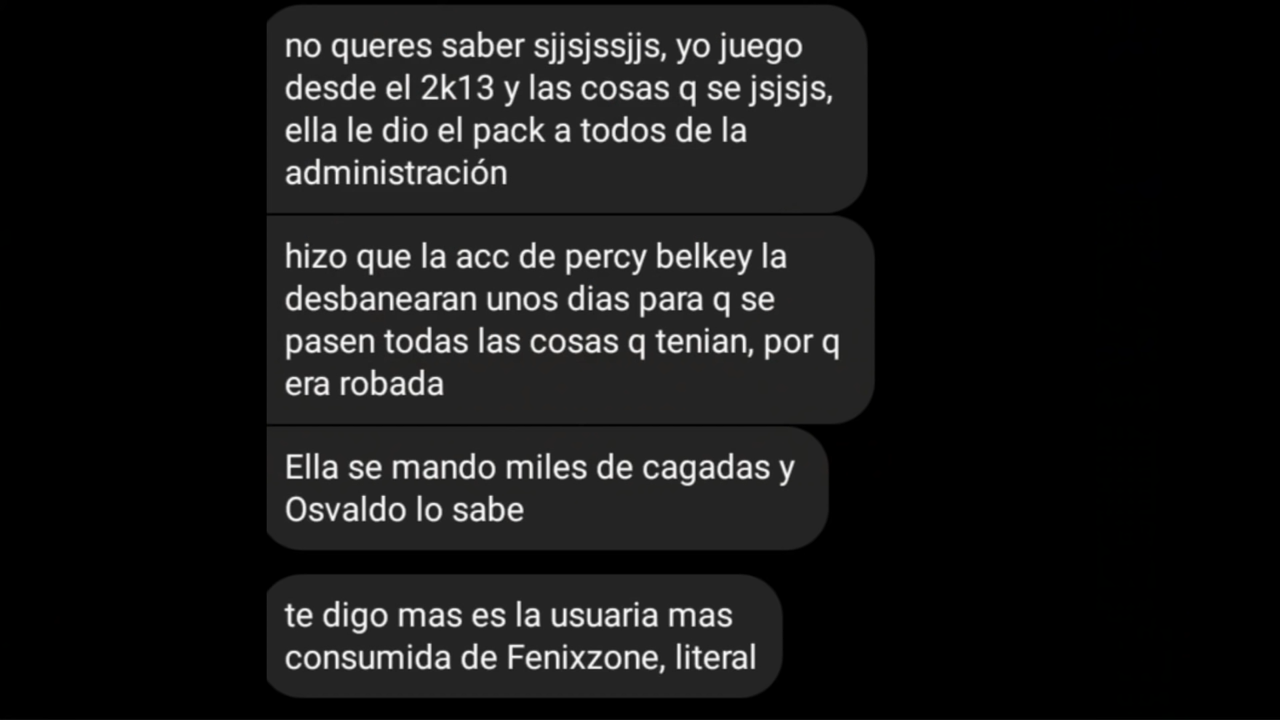 no queres saber sjjsjssjjs, yo juego
desde el 2k13 y las cosas q se jsjsjs,
ella le dio el pack a todos de la
administración
hizo que la acc de percy belkey la
desbanearan unos dias para q se
pasen todas las cosas q tenian, por q
era robada
Ella se mando miles de cagadas y
Osvaldo lo sabe
te digo mas es la usuaria mas
consumida de Fenixzone, literal